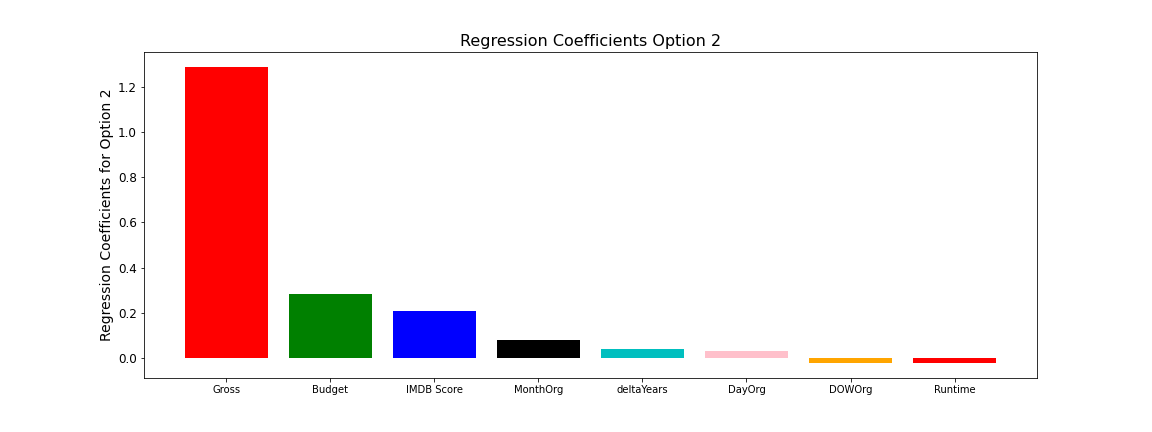 Regression Coefficients Option 2
Regression Coefficients for Option 2
1.2
1.0
0.8
0.6
0.4
0.2
0.0
Gross Budget IMDB Score MonthOrg deltaYears DayOrg DOWOrg Runtime